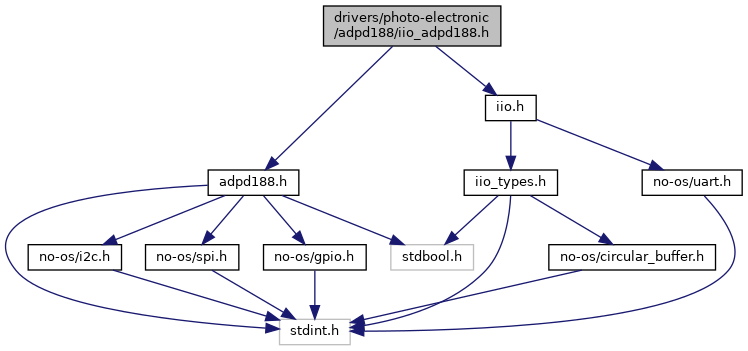 drivers/photo-electronic
/adpd188/iio_adpd188.h
iio.h
adpd188.h
iio_types.h
no-os/uart.h
no-os/i2c.h
no-os/spi.h
no-os/gpio.h
stdbool.h
no-os/circular_buffer.h
stdint.h